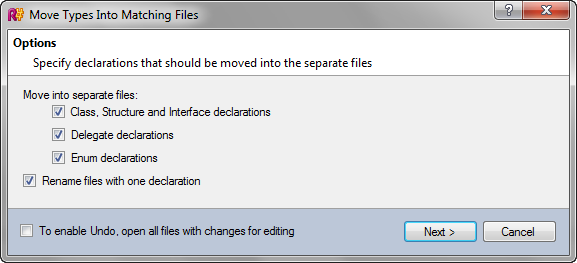 Move Types Into Matching Files
Options
Specify declarations that should be moved into the separate files
Move into separate files:
Class, Structure and Interface declarations
Delegate declarations
Enum declarations
Rename files with one declaration
To enable Undo, open all files with changes for editing
Next >
Cancel